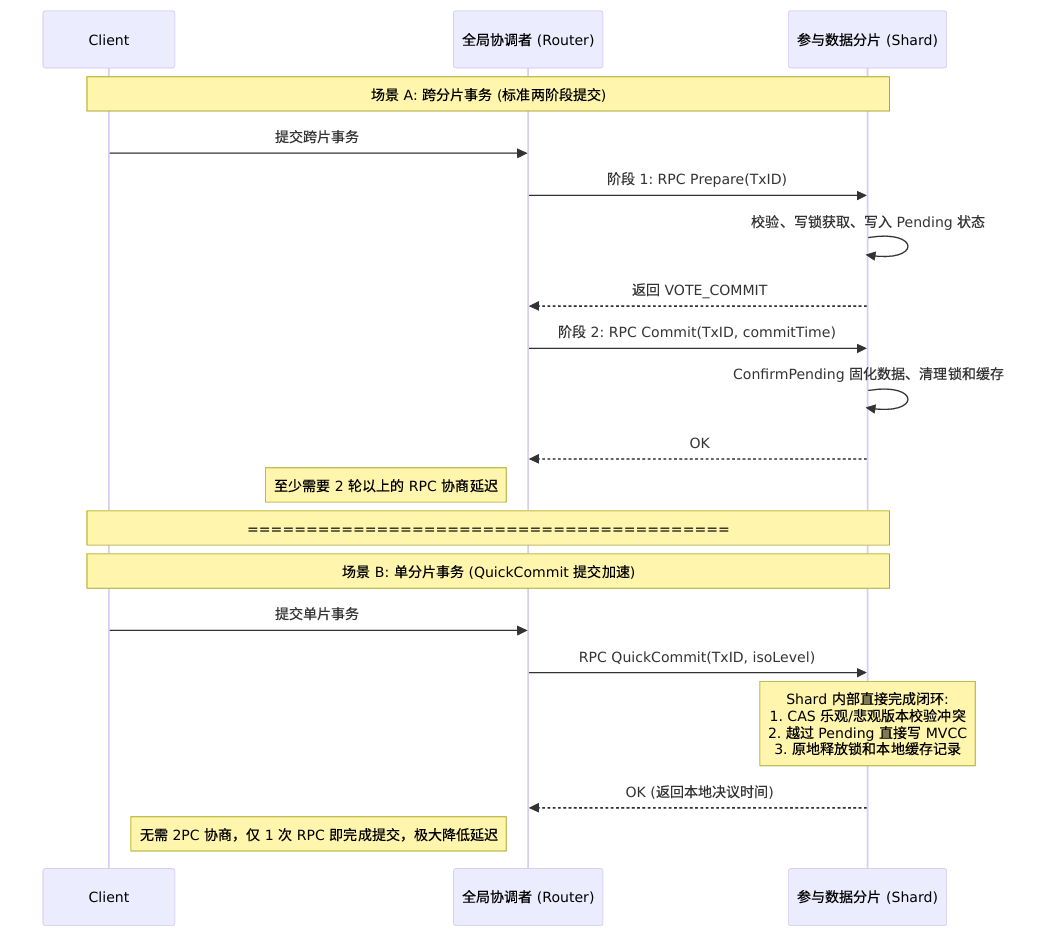 Client
全局协调者 (Router)
参与数据分片 (Shard)
场景 A: 跨分片事务 (标准两阶段提交)
提交跨片事务
阶段 1: RPC Prepare(TxID)
校验、写锁获取、写入 Pending 状态
返回 VOTE_COMMIT
阶段 2: RPC Commit(TxID, commitTime)
ConfirmPending 固化数据、清理锁和缓存
OK
至少需要 2 轮以上的 RPC 协商延迟
=========================================
场景 B: 单分片事务 (QuickCommit 提交加速)
提交单片事务
RPC QuickCommit(TxID, isoLevel)
Shard 内部直接完成闭环:
1. CAS 乐观/悲观版本校验冲突
2. 越过 Pending 直接写 MVCC
3. 原地释放锁和本地缓存记录
OK (返回本地决议时间)
无需 2PC 协商，仅 1 次 RPC 即完成提交，极大降低延迟
Client
全局协调者 (Router)
参与数据分片 (Shard)